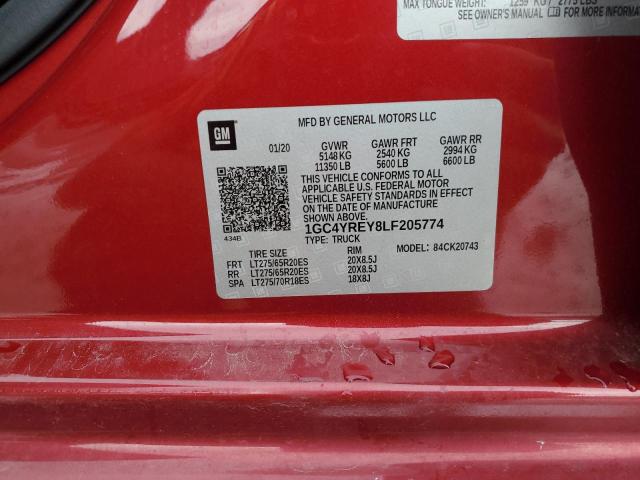 MAX TONGUE WEIGHT: 1259 KG / 2775 LBS
SEE OWNER'S MANUAL FOR MORE INFORMA
GM
MFD BY GENERAL MOTORS LLC
01/20 GVWR GAWR FRT GAWR RR
5148 KG 2540 KG 2994 KG
11350 LB 5600 LB 6600 LB
THIS VEHICLE CONFORMS TO ALL
APPLICABLE U.S. FEDERAL MOTOR
VEHICLE SAFETY STANDARDS IN EFFECT
ON THE DATE OF MANUFACTURE
SHOWN ABOVE.
1GC4YREY8LF205774
434B
TYPE: TRUCK MODEL: 84CK20743
TIRE SIZE RIM
FRT LT275/65R20ES 20X8.5J
RR LT275/65R20ES 20X8.5J
SPA LT275/70R18ES 18X8J